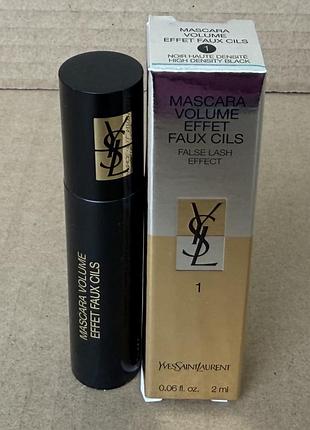 MASCARA
VOLUME
EFFET FAUX CILS
1
NOIR HAUTE DENSITÉ
HIGH DENSITY BLACK
MASCARA
VOLUME
EFFET
FAUX CILS
FALSE LASH
EFFECT
YSL
1
YVESSAINTLAURENT
0.06 fl. oz. 2 ml
YSL
MASCARA VOLUME
EFFET FAUX CILS